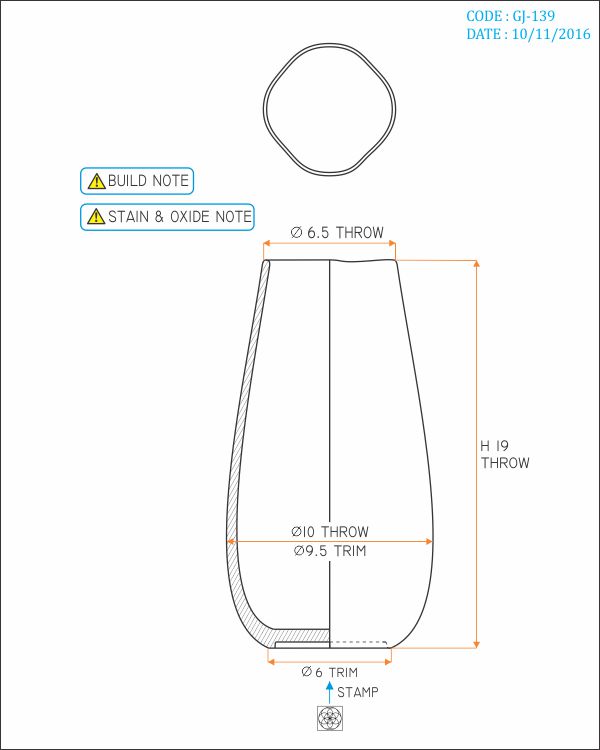 CODE : GJ-139
DATE : 10/11/2016
BUILD NOTE
STAIN & OXIDE NOTE
Ø 6.5 THROW
H 19
THROW
Ø10 THROW
Ø9.5 TRIM
Ø 6 TRIM
STAMP